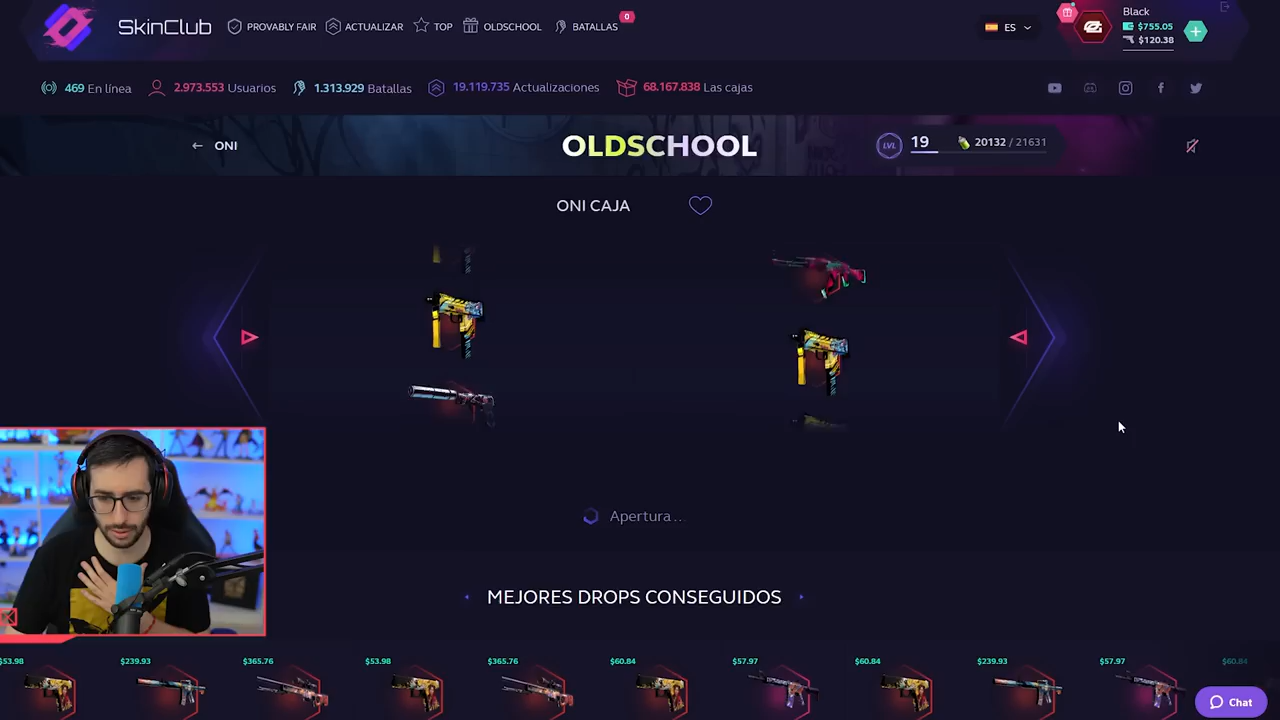 SKINCLUB
PROVABLY FAIR
ACTUALIZA
TOP
OLDSCHOOL
BATALLAS
0
ES
Black
$755.05
$120.38
469 En línea
2.973.553 Usuarios
1.313.929 Batallas
19.119.735 Actualizaciones
68.167.838 Las cajas
← ONI
OLDSCHOOL
LVL
19
20132 / 21631
ONI CAJA
Apertura...
MEJORES DROPS CONSEGUIDOS
$53.98
$239.93
$365.76
$53.98
$365.76
$60.84
$57.97
$60.84
$239.93
$57.97
$60.84
Chat